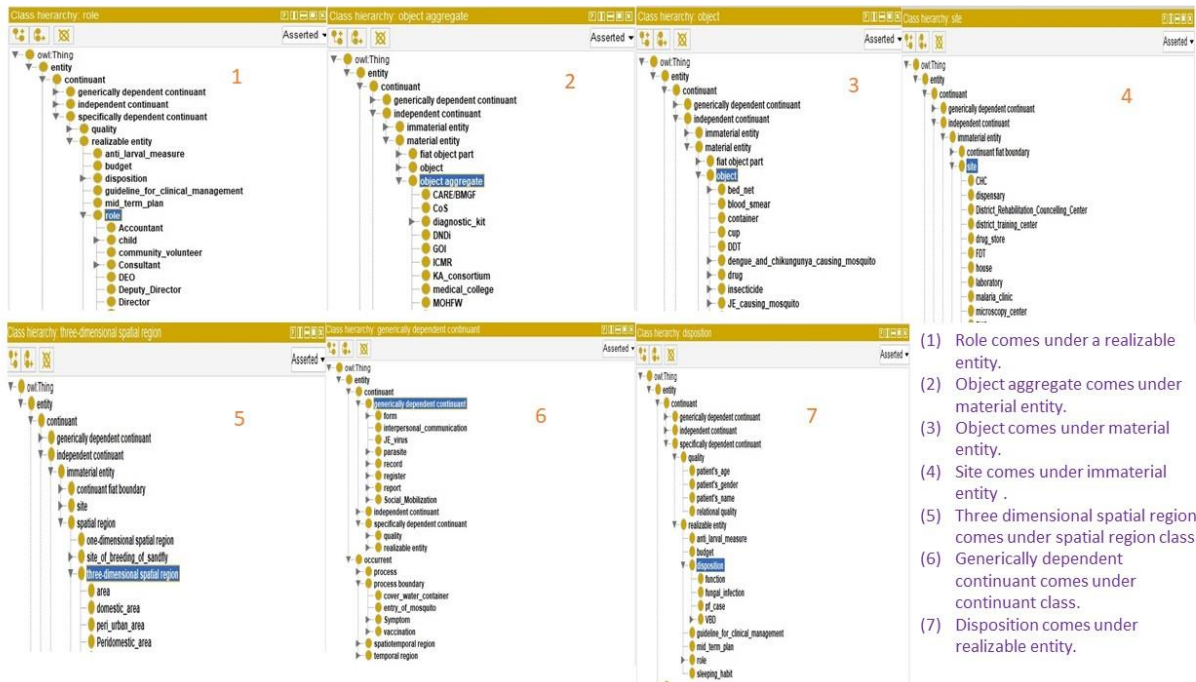 Class hierarchy: role
Asserted
1
owl:Thing
entity
continuant
generically dependent continuant
independent continuant
specifically dependent continuant
quality
realizable entity
anti_larval_measure
budget
disposition
guideline_for_clinical_management
mid_term_plan
role
Accountant
child
community_volunteer
Consultant
DEO
Deputy_Director
Director
Class hierarchy: object aggregate
Asserted
2
owl:Thing
entity
continuant
generically dependent continuant
independent continuant
immaterial entity
material entity
fiat object part
object
object aggregate
CARE/BMGF
CoS
diagnostic_kit
DNDi
GOI
ICMR
KA_consortium
medical_college
MOHFW
Class hierarchy: object
Asserted
3
owl:Thing
entity
continuant
generically dependent continuant
independent continuant
immaterial entity
material entity
fiat object part
object
bed_net
blood_smear
container
cup
DDT
dengue_and_chikungunya_causing_mosquito
drug
insecticide
JE_causing_mosquito
Class hierarchy: site
Asserted
4
owl:Thing
entity
continuant
generically dependent continuant
independent continuant
immaterial entity
continuant fiat boundary
site
CHC
dispensary
District_Rehabilitation_Councelling_Center
district_training_center
drug_store
FDT
house
laboratory
malaria_clinic
microscopy_center
Class hierarchy: three-dimensional spatial region
Asserted
5
owl:Thing
entity
continuant
generically dependent continuant
independent continuant
immaterial entity
continuant fiat boundary
site
spatial region
one-dimensional spatial region
site_of_breeding_of_sandfly
three-dimensional spatial region
area
domestic_area
peri_urban_area
Peridomestic_area
Class hierarchy: generically dependent continuant
Asserted
6
owl:Thing
entity
continuant
generically dependent continuant
form
interpersonal_communication
JE_virus
parasite
record
register
report
Social_Mobilization
independent continuant
specifically dependent continuant
quality
realizable entity
occurrent
process
process boundary
cover_water_container
entry_of_mosquito
Symptom
vaccination
spatiotemporal region
temporal region
Class hierarchy: disposition
Asserted
7
owl:Thing
entity
continuant
generically dependent continuant
independent continuant
specifically dependent continuant
quality
patient's_age
patient's_gender
patient's_name
relational quality
realizable entity
anti_larval_measure
budget
disposition
function
fungal_infection
pf_case
VBD
guideline_for_clinical_management
mid_term_plan
role
sleeping_habit
(1) Role comes under a realizable
entity.
(2) Object aggregate comes under
material entity.
(3) Object comes under material
entity.
(4) Site comes under immaterial
entity .
(5) Three dimensional spatial region
comes under spatial region class
(6) Generically dependent
continuant comes under
continuant class.
(7) Disposition comes under
realizable entity.